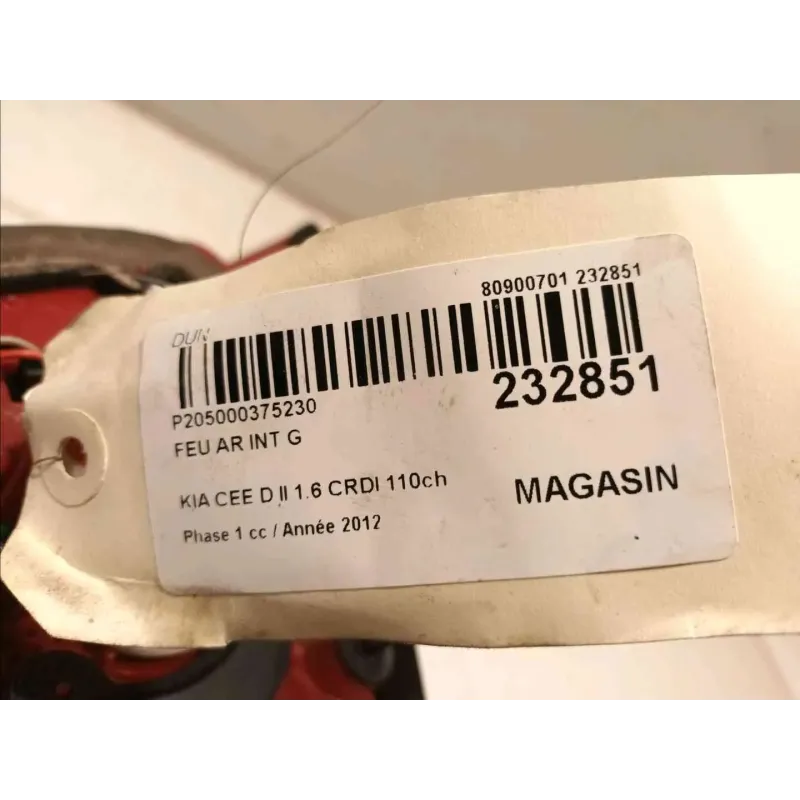 80900701 232851
DUN
232851
P205000375230
FEU AR INT G
KIA CEE D II 1.6 CRDI 110ch
MAGASIN
Phase 1 cc / Année 2012